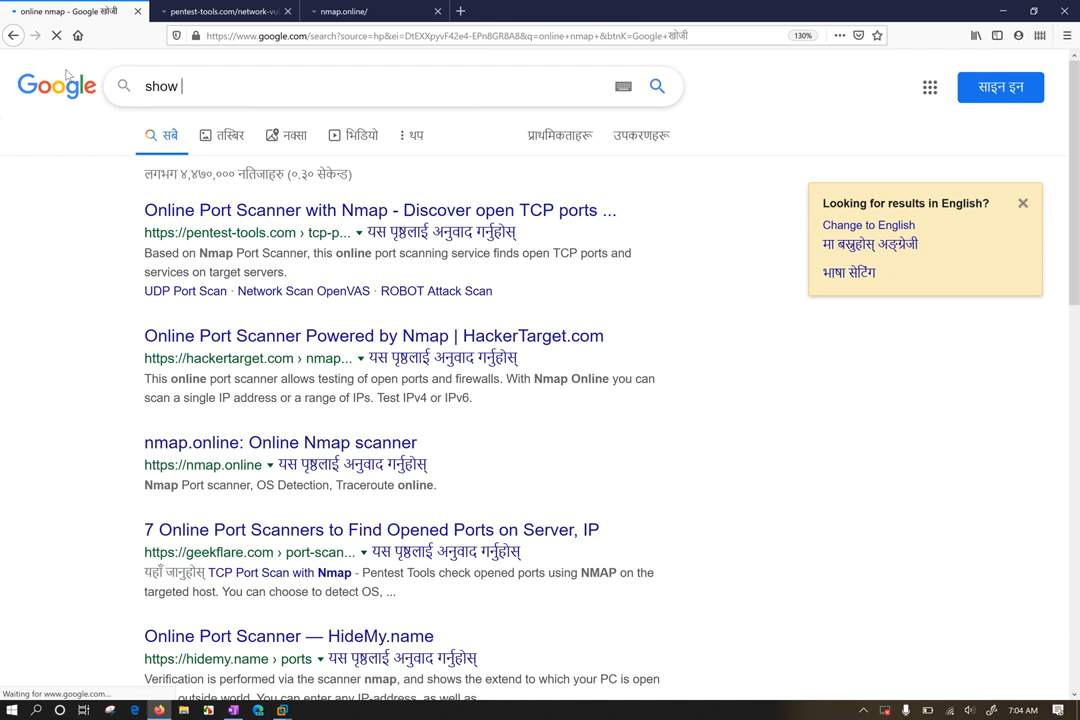 online nmap - Google खोजी
pentest-tools.com/network-vul
nmap.online/
https://www.google.com/search?source=hp&ei=DtEXXpyvF42e4-EPn8GR8A8&q=online+nmap+&btnK=Google+खोजी
130%
Google
show
साइन इन
सबै
तस्बिर
नक्सा
भिडियो
थप
प्राथमिकताहरू
उपकरणहरू
लगभग ४,४७०,००० नतिजाहरु (०.३० सेकेन्ड)
Online Port Scanner with Nmap - Discover open TCP ports ...
https://pentest-tools.com › tcp-p... ▼ यस पृष्ठलाई अनुवाद गर्नुहोस्
Based on Nmap Port Scanner, this online port scanning service finds open TCP ports and
services on target servers.
UDP Port Scan · Network Scan OpenVAS · ROBOT Attack Scan
Looking for results in English?
Change to English
मा बस्नुहोस् अङ्ग्रेजी
भाषा सेटिंग
Online Port Scanner Powered by Nmap | HackerTarget.com
https://hackertarget.com › nmap... ▼ यस पृष्ठलाई अनुवाद गर्नुहोस्
This online port scanner allows testing of open ports and firewalls. With Nmap Online you can
scan a single IP address or a range of IPs. Test IPv4 or IPv6.
nmap.online: Online Nmap scanner
https://nmap.online ▼ यस पृष्ठलाई अनुवाद गर्नुहोस्
Nmap Port scanner, OS Detection, Traceroute online.
7 Online Port Scanners to Find Opened Ports on Server, IP
https://geekflare.com › port-scan... ▼ यस पृष्ठलाई अनुवाद गर्नुहोस्
यहाँ जानुहोस् TCP Port Scan with Nmap - Pentest Tools check opened ports using NMAP on the
targeted host. You can choose to detect OS, ...
Online Port Scanner — HideMy.name
https://hidemy.name › ports ▼ यस पृष्ठलाई अनुवाद गर्नुहोस्
Verification is performed via the scanner nmap, and shows the extend to which your PC is open
outside world. You can enter any IP-address, as well as
Waiting for www.google.com...
7:04 AM